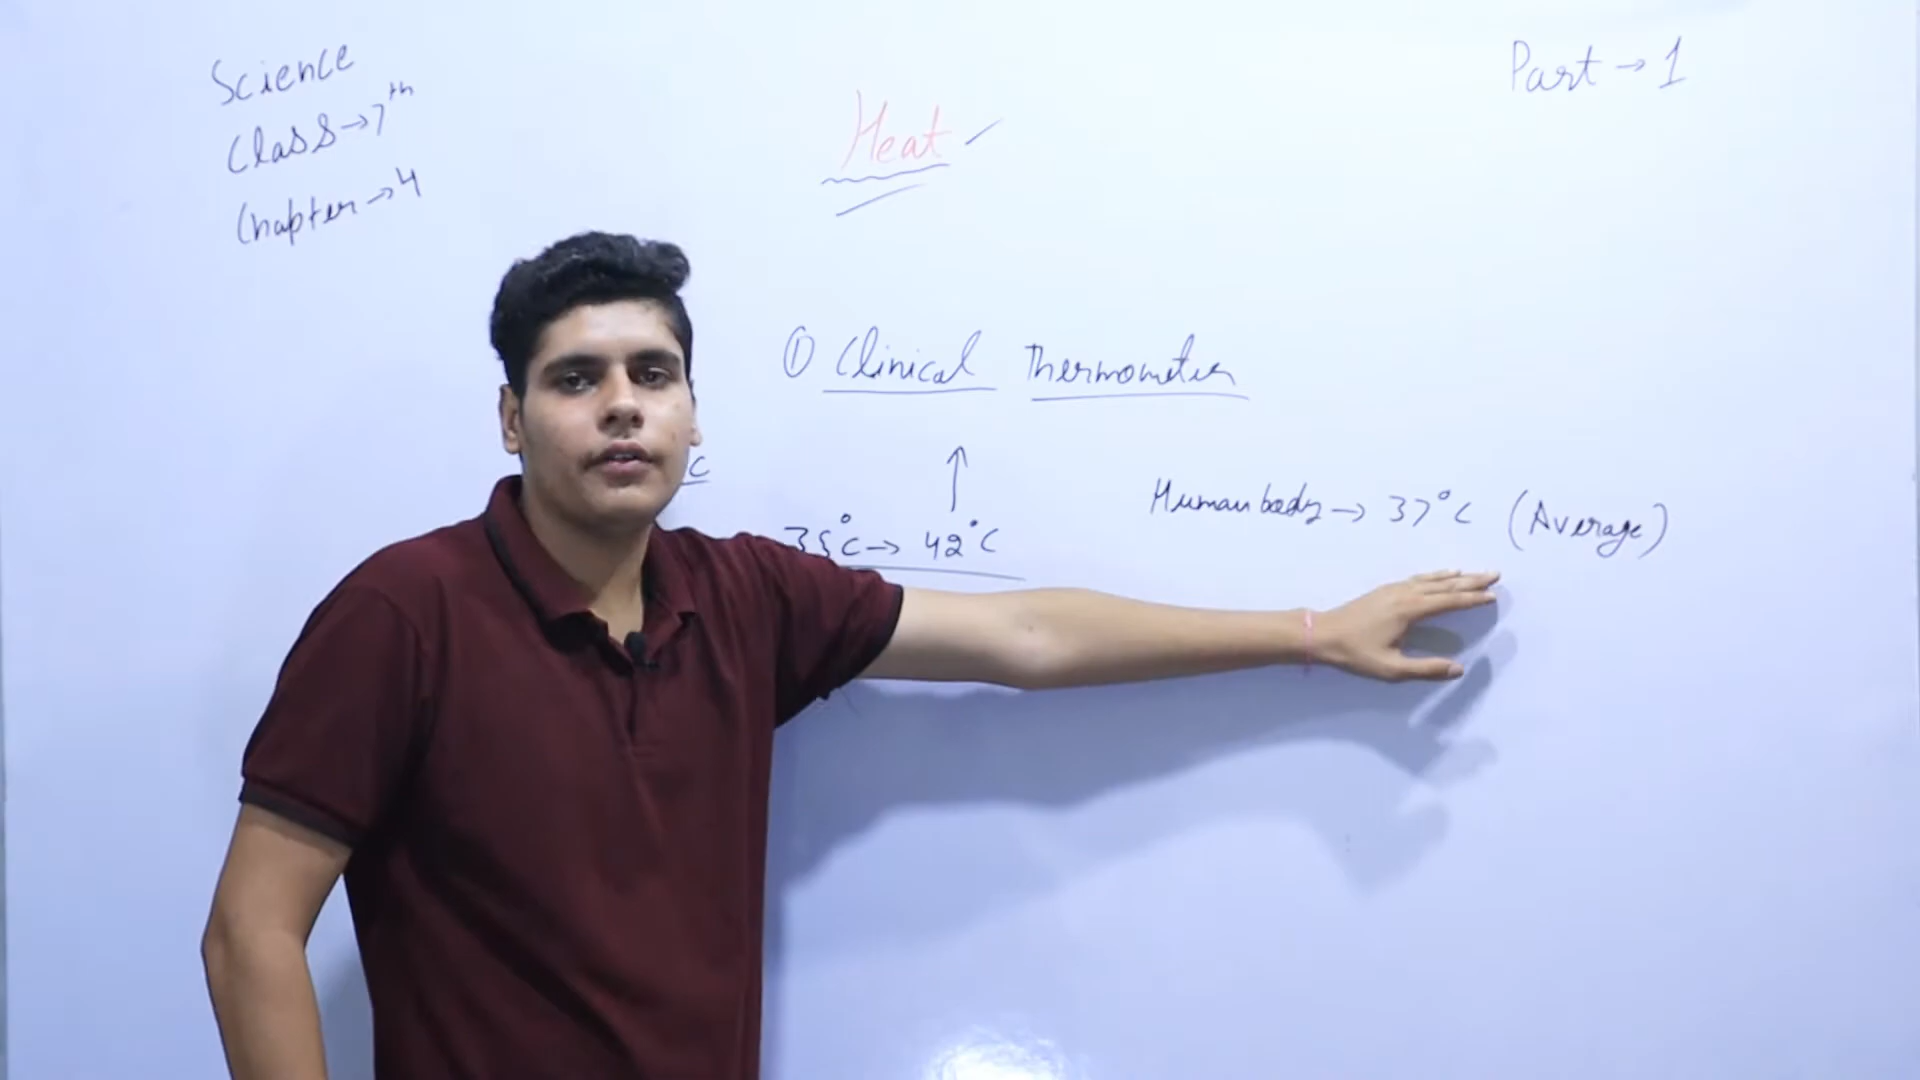 Science
Class→7th
Chapter→4
Part→1
Heat
① Clinical Thermometer
C
35°C→ 42°C
Human body→ 37°C (Average)